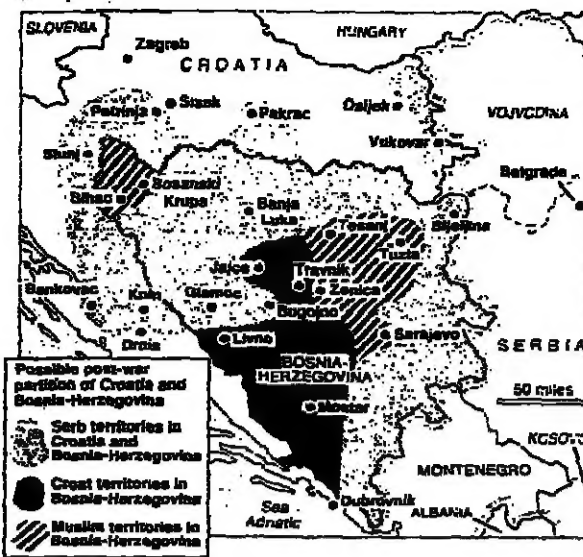 SLOVENIA
Zagreb
HUNGARY
CROATIA
Sisak
Petrinja
Pakrac
Osijek
VOJVODINA
Slunj
Vukovar
Bosanski
Krupa
Bihac
Belgrade
Banja
Luka
Tesanj
Bijeljina
Tuzla
Jajce
Travnik
Zenica
Benkovac
Knin
Glamoc
Bugojno
Drnis
Livno
Sarajevo
SERBIA
BOSNIA-
HERZEGOVINA
50 miles
Mostar
KOSOVO
MONTENEGRO
Dubrovnik
ALBANIA
Sea
Adriatic
Possible post-war
partition of Croatia and
Bosnia-Herzegovina
Serb territories in
Croatia and
Bosnia-Herzegovina
Croat territories in
Bosnia-Herzegovina
Muslim territories in
Bosnia-Herzegovina